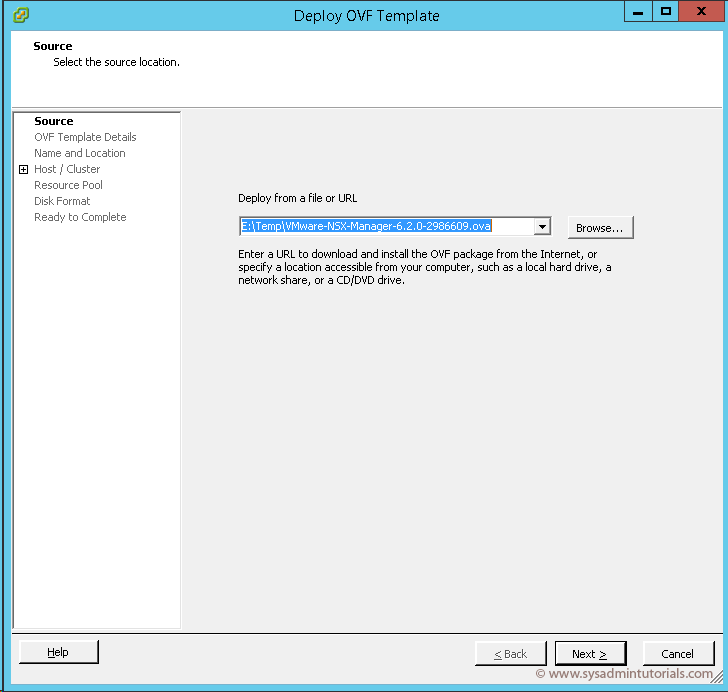 Deploy OVF Template
Source
Select the source location.
Source
OVF Template Details
Name and Location
Host / Cluster
Resource Pool
Disk Format
Ready to Complete
Deploy from a file or URL
E:\Temp\VMware-NSX-Manager-6.2.0-2986609.ova
Browse...
Enter a URL to download and install the OVF package from the Internet, or
specify a location accessible from your computer, such as a local hard drive, a
network share, or a CD/DVD drive.
Help
< Back
Next >
Cancel
© www.sysadmintutorials.com